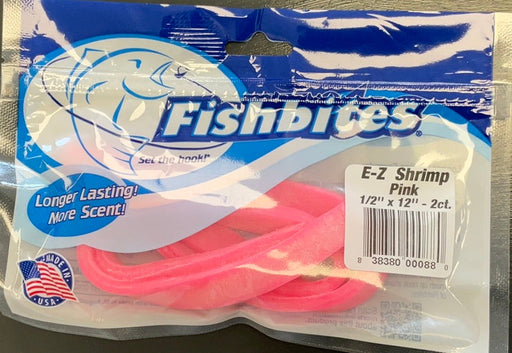 Fishbites®
Set the hook!®
Longer Lasting!
More Scent!
E-Z Shrimp
Pink
1/2" x 12" - 2ct.
8 38380 00088 0
MADE IN
USA